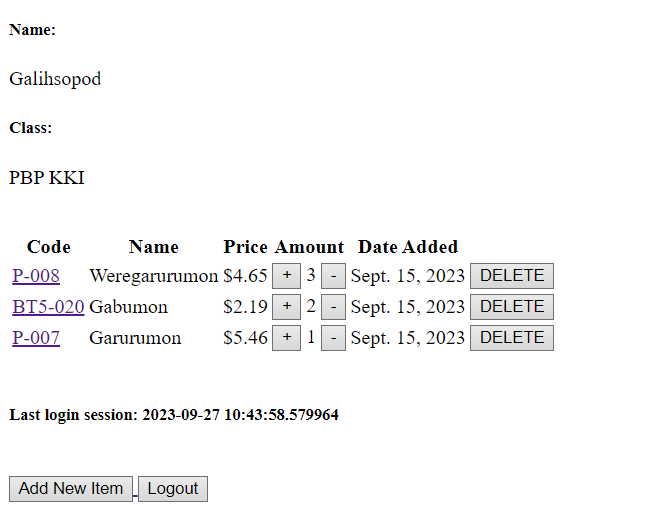 Name:
Galihsopod
Class:
PBP KKI
Code Name Price Amount Date Added
P-008 Weregarurumon $4.65 + 3 - Sept. 15, 2023 DELETE
BT5-020 Gabumon $2.19 + 2 - Sept. 15, 2023 DELETE
P-007 Garurumon $5.46 + 1 - Sept. 15, 2023 DELETE
Last login session: 2023-09-27 10:43:58.579964
Add New Item Logout